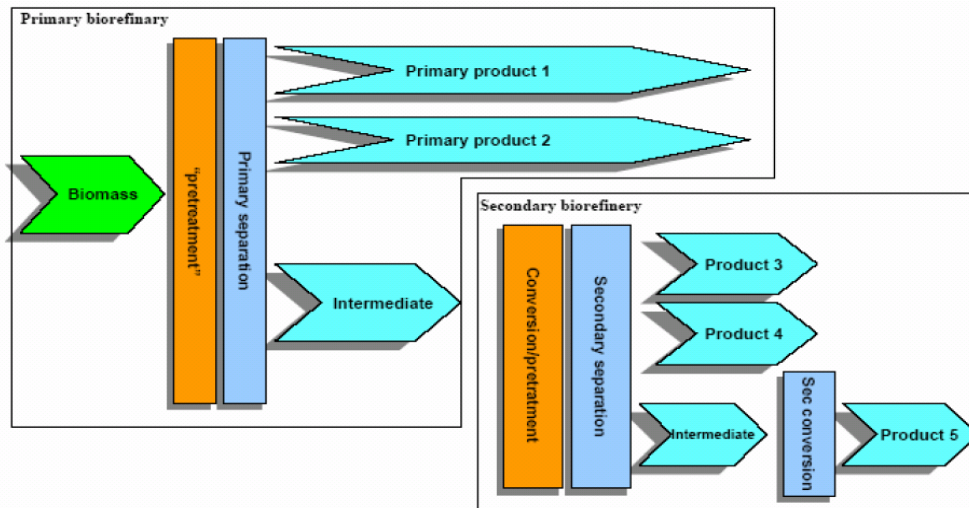 Primary biorefinary
Primary product 1
Primary product 2
Biomass
“pretreatment”
Primary separation
Intermediate
Secondary biorefinery
Conversion/pretratment
Secondary separation
Product 3
Product 4
Intermediate
Sec conversion
Product 5